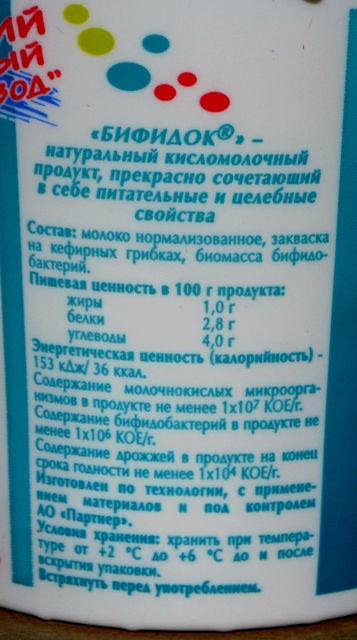 ИЙ
ЫЙ
ВОД"
«БИФИДОК®» –
натуральный кисломолочный
продукт, прекрасно сочетающий
в себе питательные и целебные
свойства
Состав: молоко нормализованное, закваска
на кефирных грибках, биомасса бифидо-
бактерий.
Пищевая ценность в 100 г продукта:
жиры 1,0 г
белки 2,8 г
углеводы 4,0 г
Энергетическая ценность (калорийность) -
153 кДж/ 36 ккал.
Содержание молочнокислых микроорга-
низмов в продукте не менее 1х10⁷ КОЕ/г.
Содержание бифидобактерий в продукте не
менее 1х10⁶ КОЕ/г.
Содержание дрожжей в продукте на конец
срока годности не менее 1х10⁴ КОЕ/г.
Изготовлен по технологии, с примене-
нием материалов и под контролем
АО «Партнер».
Условия хранения: хранить при темпера-
туре от +2 °С до +6 °С до и после
вскрытия упаковки.
Встряхнуть перед употреблением.